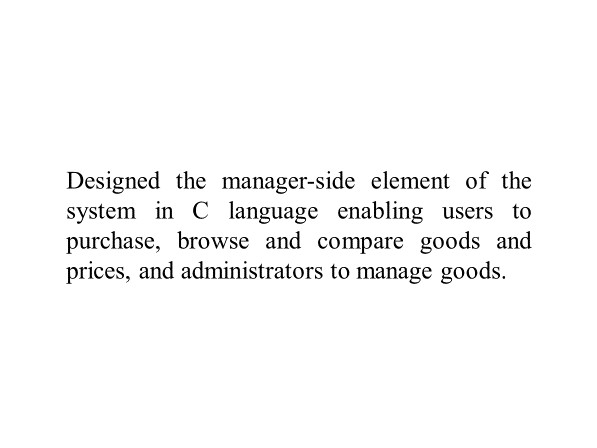 Designed the manager-side element of the
system in C language enabling users to
purchase, browse and compare goods and
prices, and administrators to manage goods.